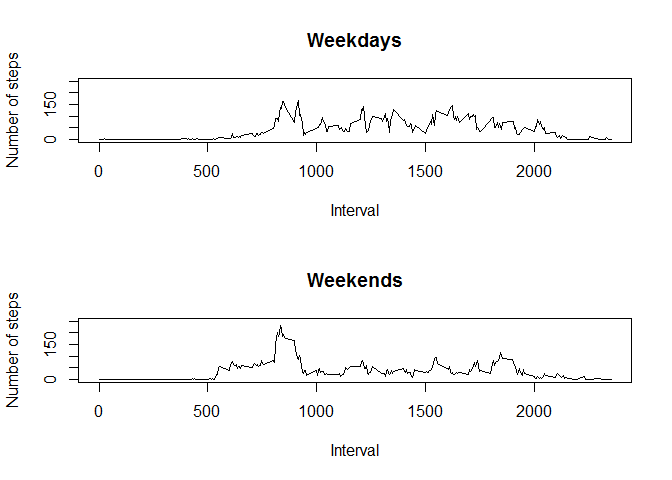 Weekdays
Number of steps
150
0
0 500 1000 1500 2000
Interval
Weekends
Number of steps
150
0
0 500 1000 1500 2000
Interval